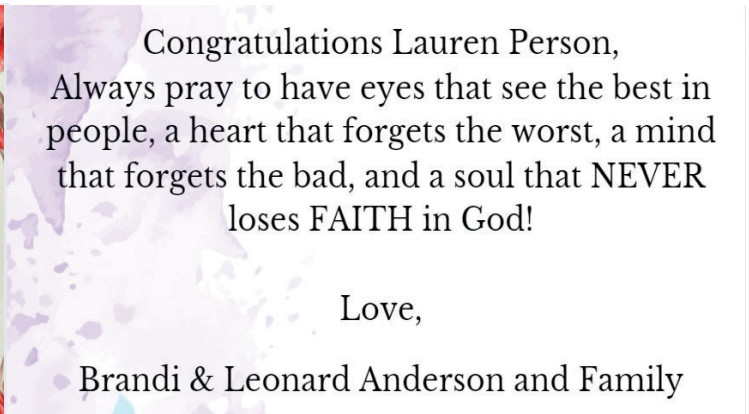 Congratulations Lauren Person,
Always pray to have eyes that see the best in
people, a heart that forgets the worst, a mind
that forgets the bad, and a soul that NEVER
loses FAITH in God!
Love,
Brandi & Leonard Anderson and Family